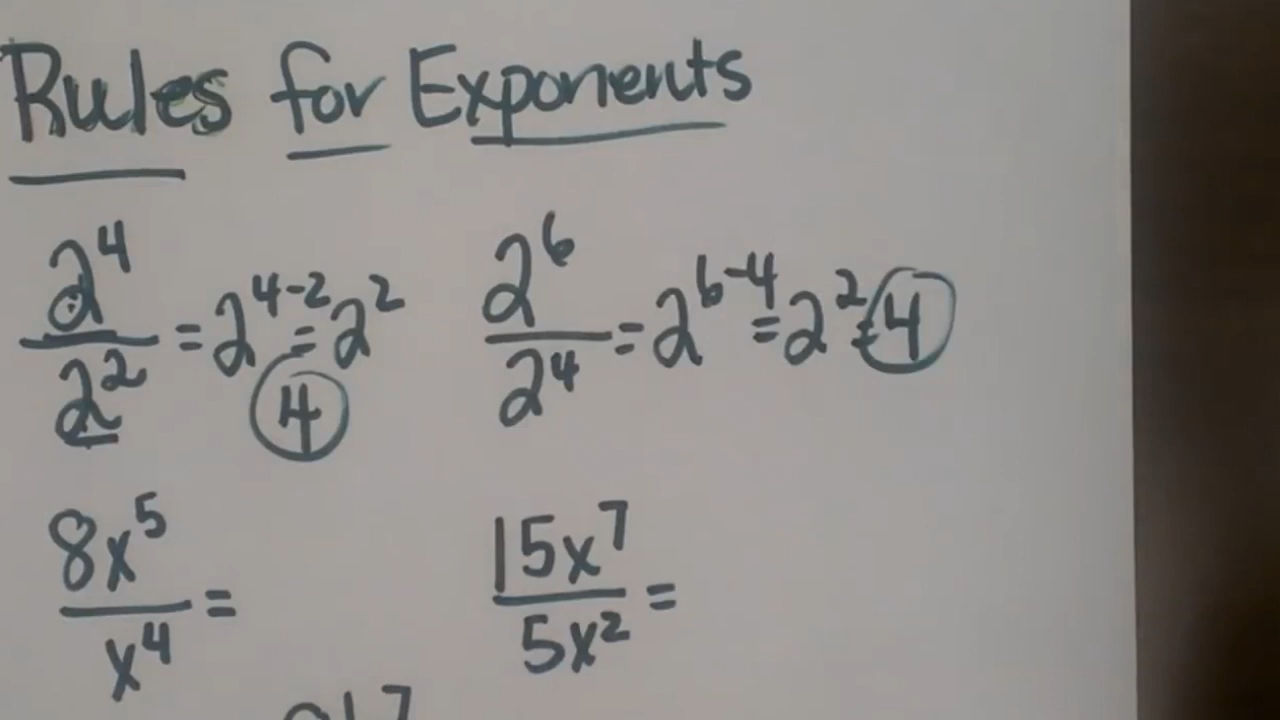 Rules for Exponents
2^4/2^2 = 2^(4-2) = 2^2
4
2^6/2^4 = 2^(6-4) = 2^2 = 4
8x^5/x^4 =
15x^7/5x^2 =